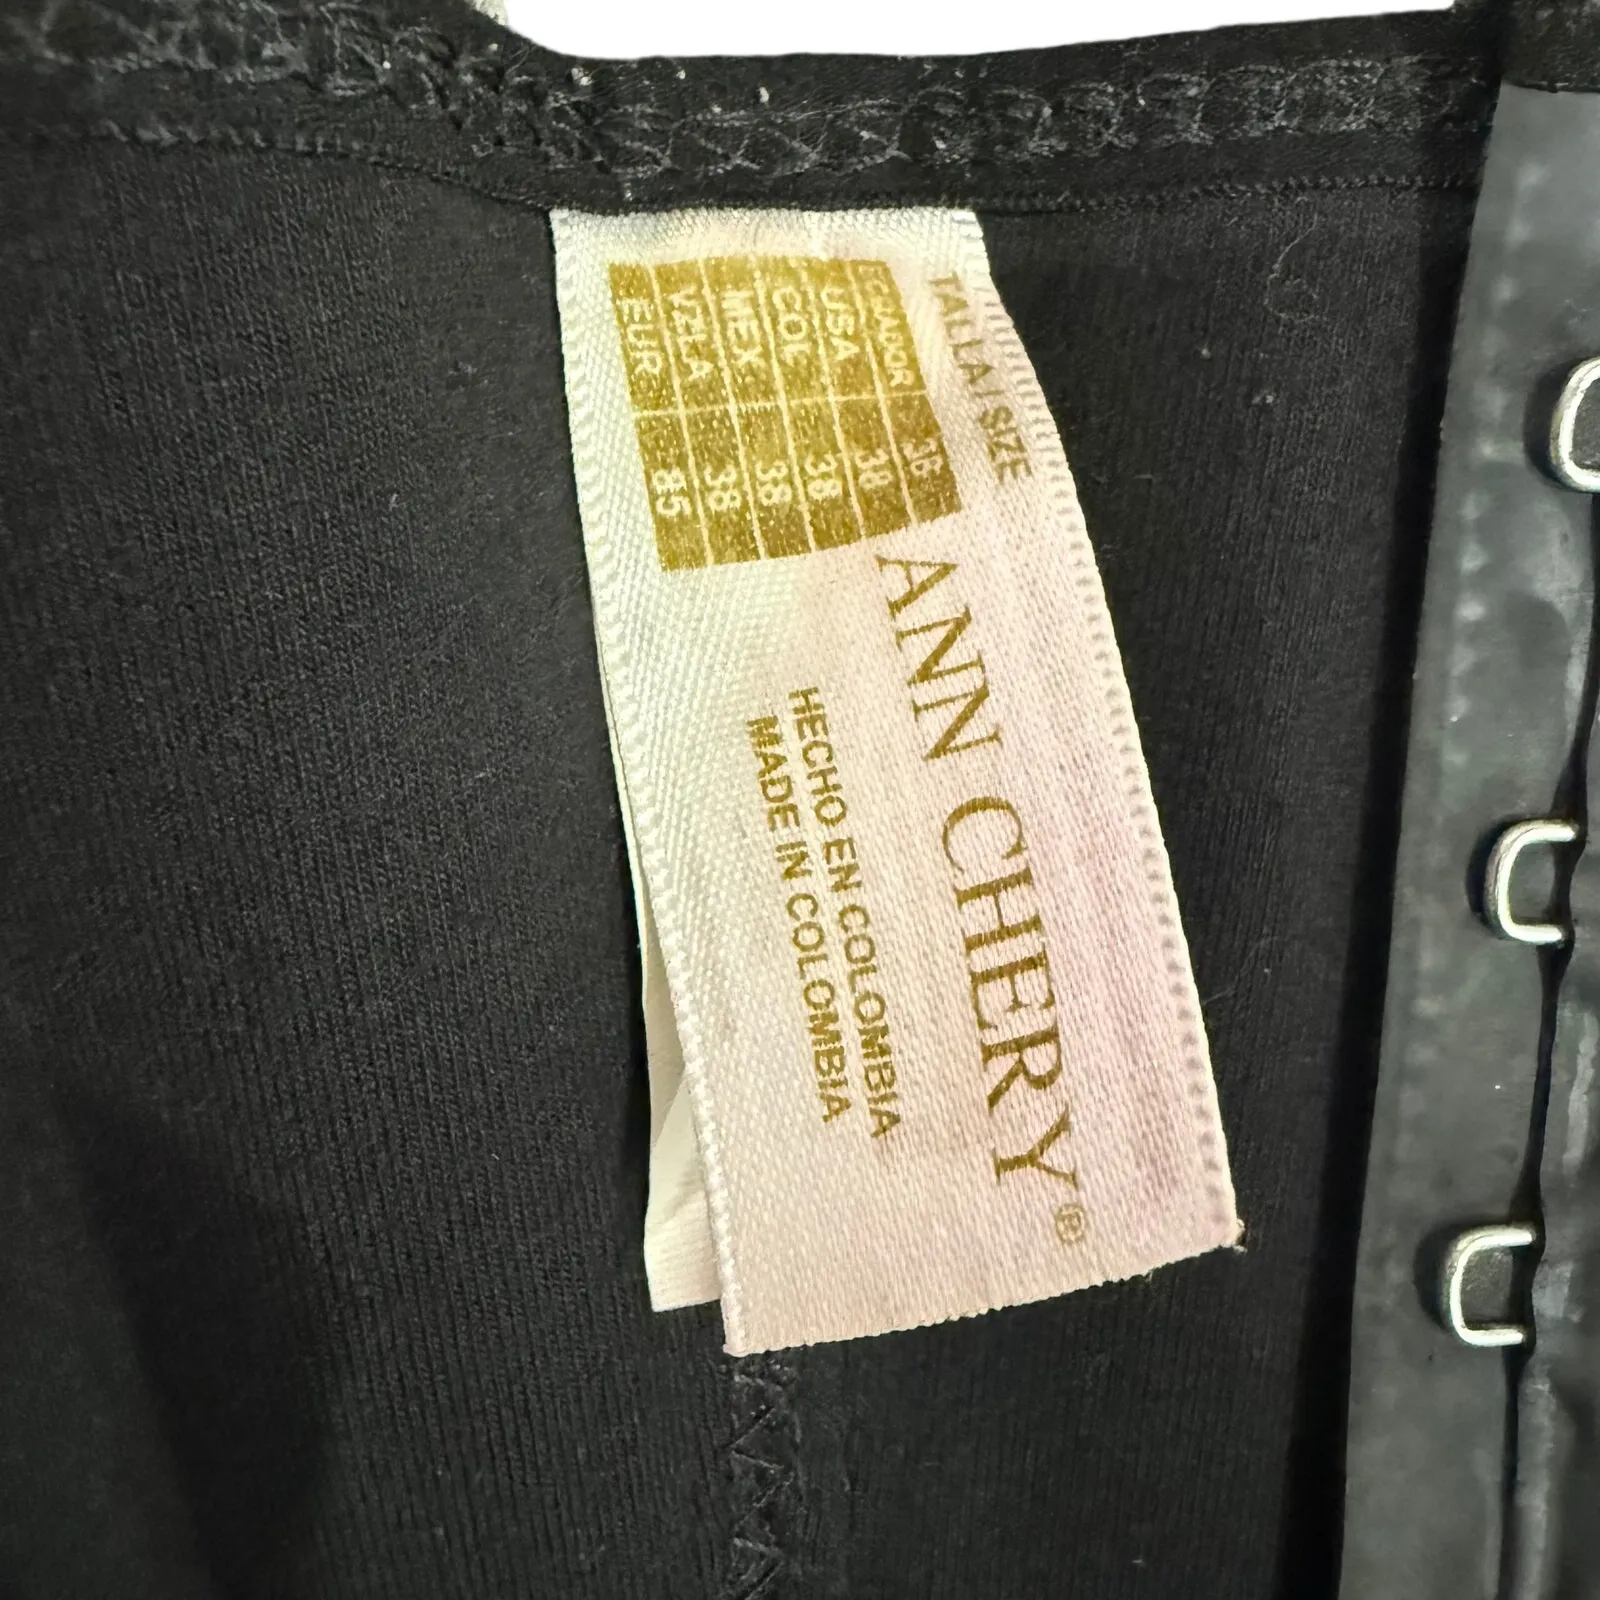 TALLA / SIZE
ECUADOR 36
USA 38
COL 38
MEX 38
VZLA 38
EUR 85
ANN CHERY®
HECHO EN COLOMBIA
MADE IN COLOMBIA